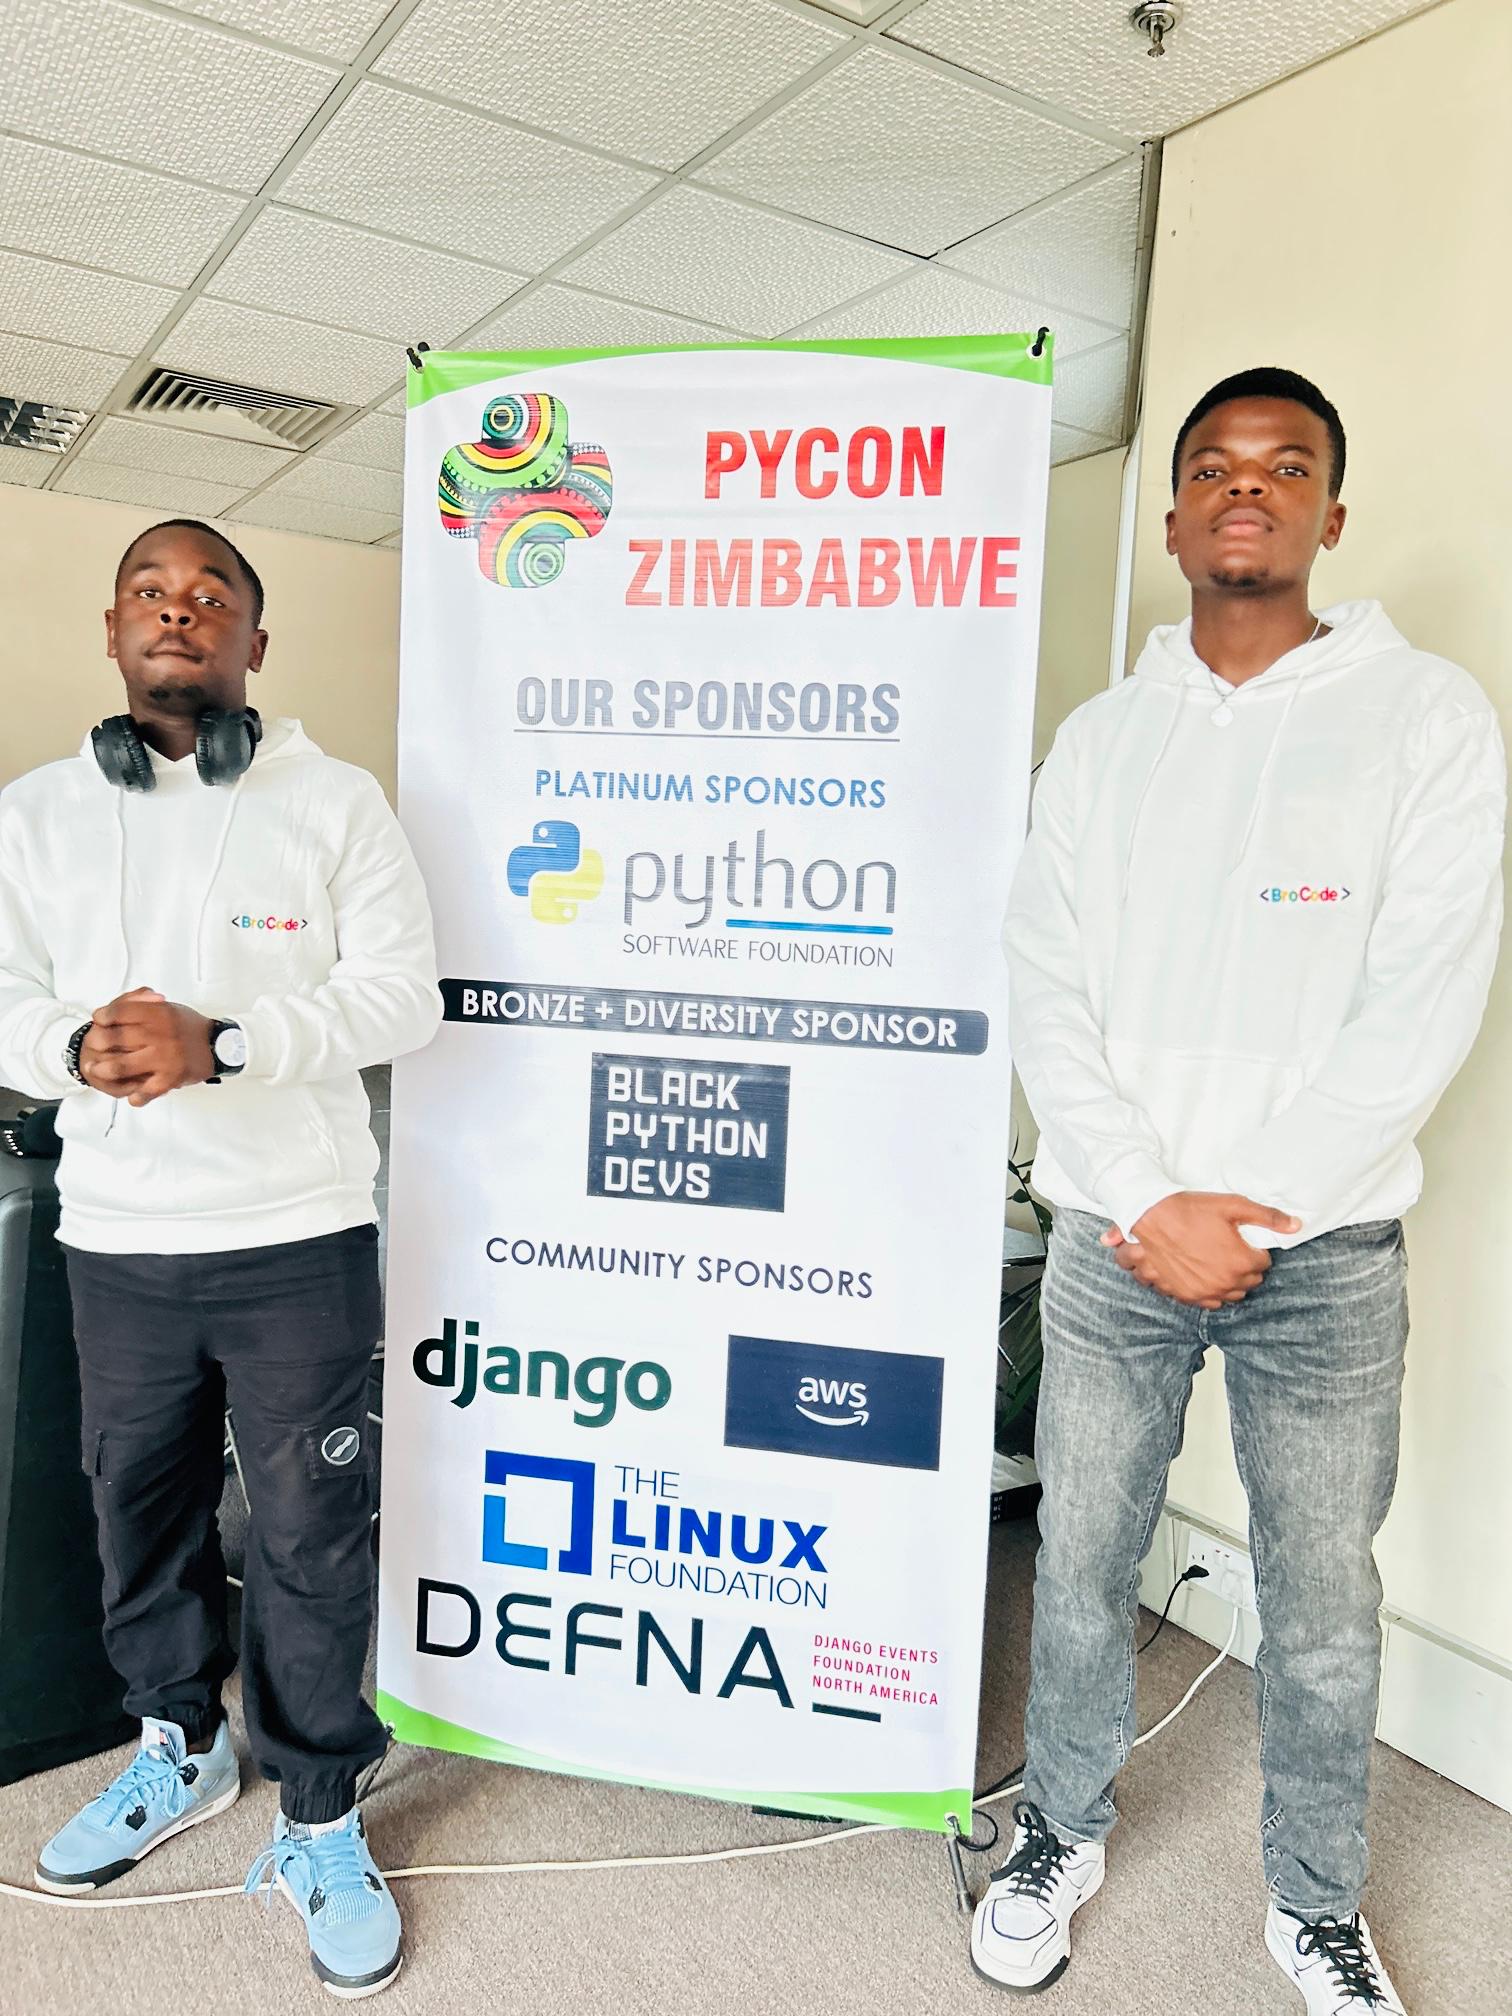 PYCON
ZIMBABWE
OUR SPONSORS
PLATINUM SPONSORS
python
SOFTWARE FOUNDATION
BRONZE + DIVERSITY SPONSOR
BLACK
PYTHON
DEVS
COMMUNITY SPONSORS
django
aws
THE
LINUX
FOUNDATION
DEFNA_
DJANGO EVENTS
FOUNDATION
NORTH AMERICA
<BroCode>
<BroCode>